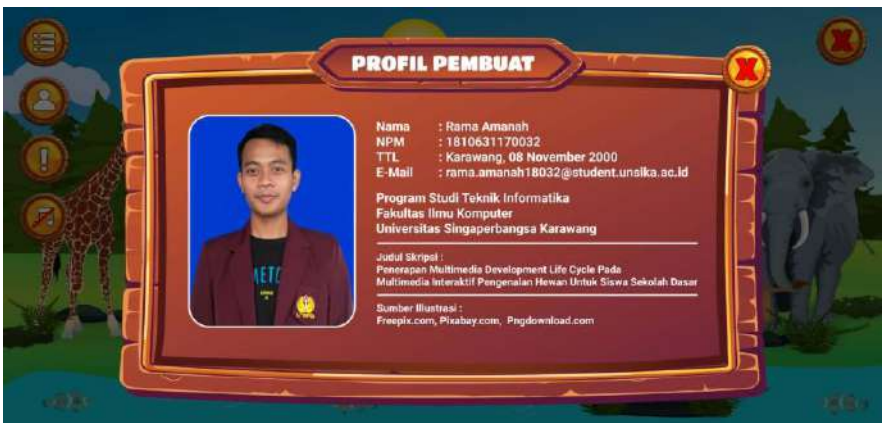 PROFIL PEMBUAT
Nama : Rama Amanah
NPM : 1810631170032
TTL : Karawang, 08 November 2000
E-Mail : rama.amanah18032@student.unsika.ac.id
Program Studi Teknik Informatika
Fakultas Ilmu Komputer
Universitas Singaperbangsa Karawang
Judul Skripsi :
Penerapan Multimedia Development Life Cycle Pada
Multimedia Interaktif Pengenalan Hewan Untuk Siswa Sekolah Dasar
Sumber Illustrasi :
Freepix.com, Pixabay.com, Pngdownload.com